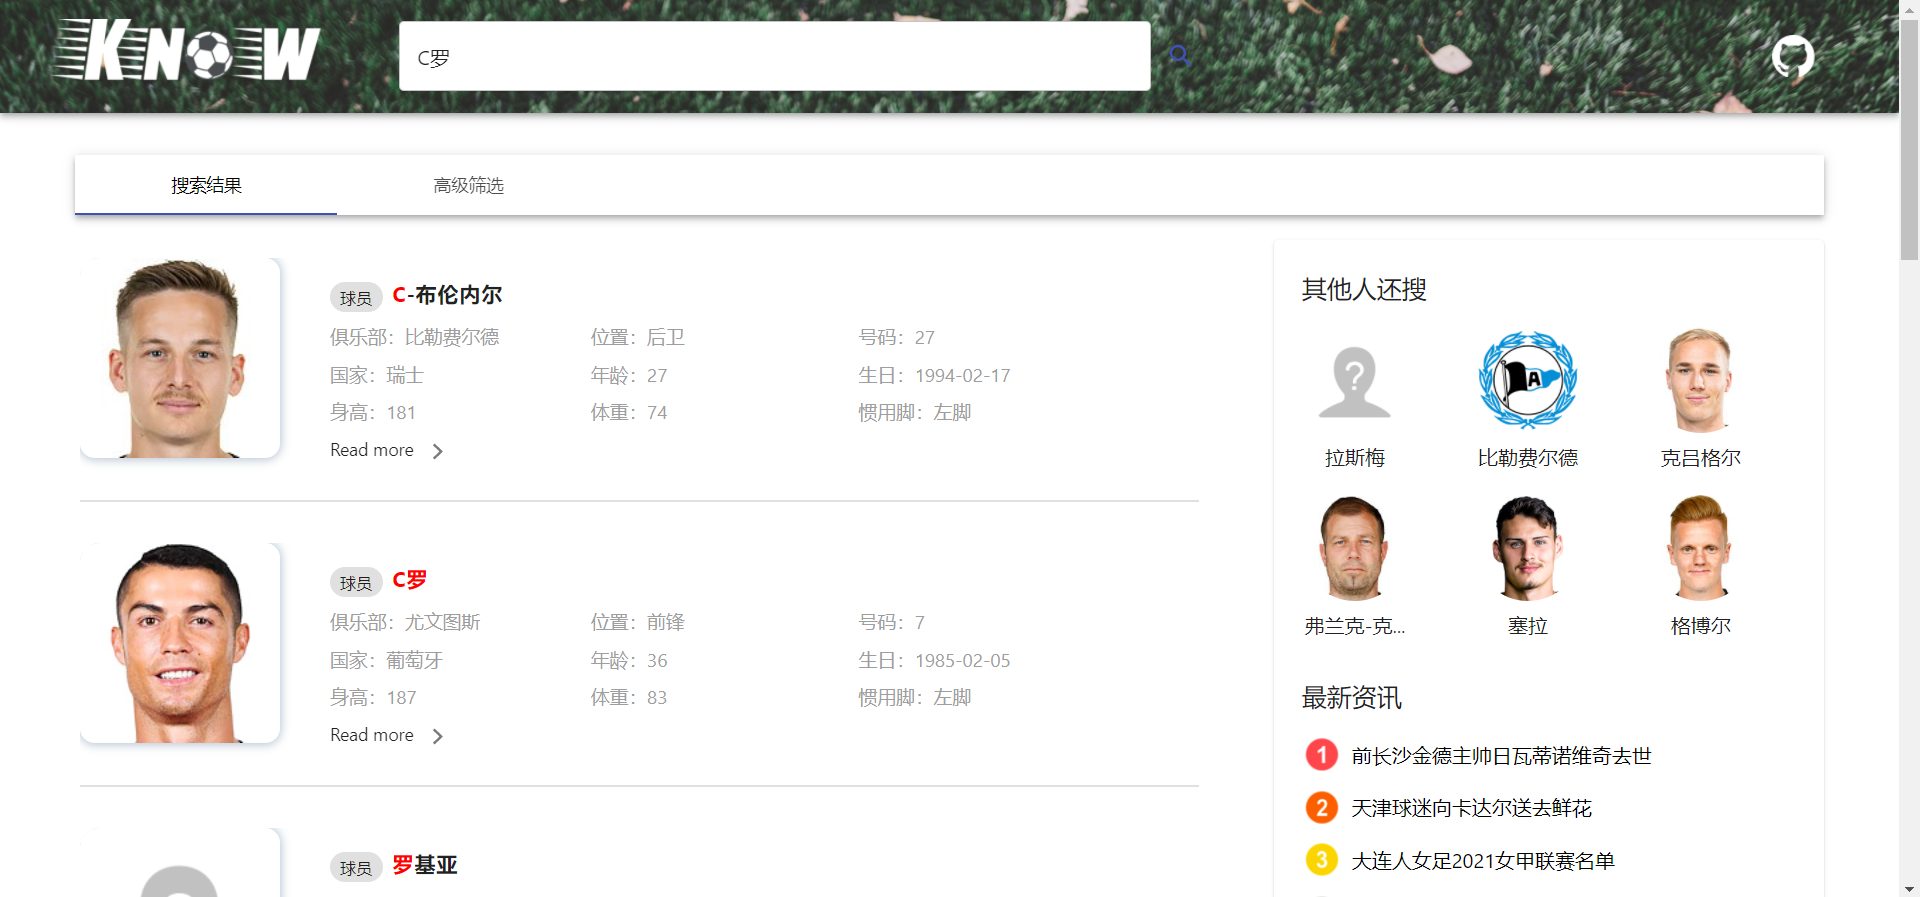 KNOW
C罗
搜索结果
高级筛选
球员 C-布伦内尔
俱乐部：比勒费尔德 位置：后卫 号码：27
国家：瑞士 年龄：27 生日：1994-02-17
身高：181 体重：74 惯用脚：左脚
Read more
球员 C罗
俱乐部：尤文图斯 位置：前锋 号码：7
国家：葡萄牙 年龄：36 生日：1985-02-05
身高：187 体重：83 惯用脚：左脚
Read more
球员 罗基亚
其他人还搜
?
A
拉斯梅 比勒费尔德 克吕格尔
弗兰克-克... 塞拉 格博尔
最新资讯
1 前长沙金德主帅日瓦蒂诺维奇去世
2 天津球迷向卡达尔送去鲜花
3 大连人女足2021女甲联赛名单